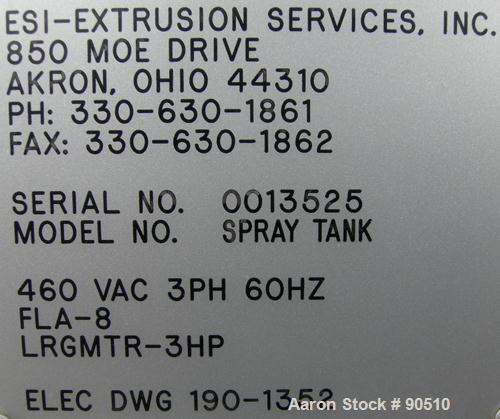 ESI-EXTRUSION SERVICES, INC.
850 MOE DRIVE
AKRON, OHIO 44310
PH: 330-630-1861
FAX: 330-630-1862
SERIAL NO. 0013525
MODEL NO. SPRAY TANK
460 VAC 3PH 60HZ
FLA-8
LRGMTR-3HP
ELEC DWG 190-1352
Aaron Stock # 90510